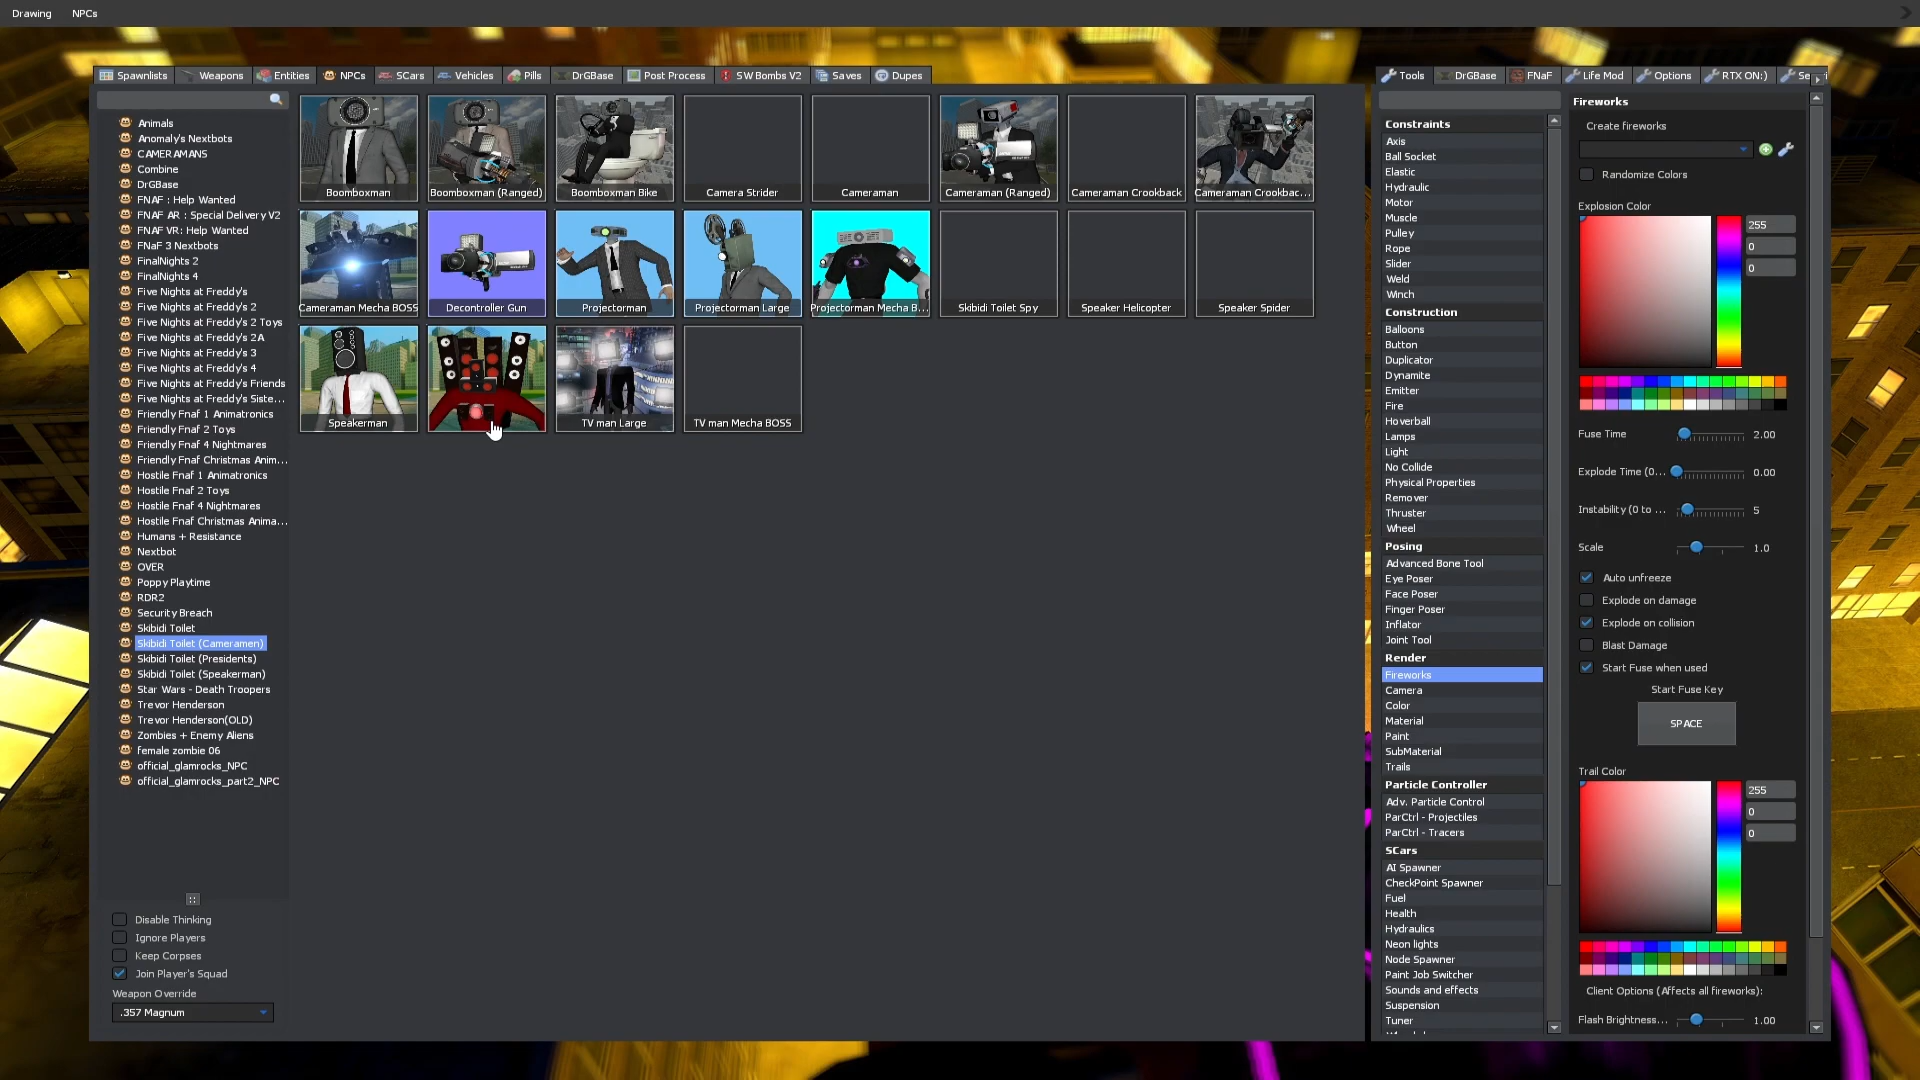 Drawing
NPCs
Spawnlists
Weapons
Entities
NPCs
SCars
Vehicles
Pills
DrGBase
Post Process
SW Bombs V2
Saves
Dupes
Animals
Anomaly's Nextbots
CAMERAMANS
Combine
DrGBase
FNAF : Help Wanted
FNAF AR : Special Delivery V2
FNAF VR: Help Wanted
FNaF 3 Nextbots
FinalNights 2
FinalNights 4
Five Nights at Freddy's
Five Nights at Freddy's 2
Five Nights at Freddy's 2 Toys
Five Nights at Freddy's 2A
Five Nights at Freddy's 3
Five Nights at Freddy's 4
Five Nights at Freddy's Friends
Five Nights at Freddy's Siste...
Friendly Fnaf 1 Animatronics
Friendly Fnaf 2 Toys
Friendly Fnaf 4 Nightmares
Friendly Fnaf Christmas Anim...
Hostile Fnaf 1 Animatronics
Hostile Fnaf 2 Toys
Hostile Fnaf 4 Nightmares
Hostile Fnaf Christmas Anima...
Humans + Resistance
Nextbot
OVER
Poppy Playtime
RDR2
Security Breach
Skibidi Toilet
Skibidi Toilet (Cameramen)
Skibidi Toilet (Presidents)
Skibidi Toilet (Speakerman)
Star Wars - Death Troopers
Trevor Henderson
Trevor Henderson(OLD)
Zombies + Enemy Aliens
female zombie 06
official_glamrocks_NPC
official_glamrocks_part2_NPC
Disable Thinking
Ignore Players
Keep Corpses
Join Player's Squad
Weapon Override
.357 Magnum
Boomboxman
Boomboxman (Ranged)
Boomboxman Bike
Camera Strider
Cameraman
Cameraman (Ranged)
Cameraman Crookback
Cameraman Crookbac...
Cameraman Mecha BOSS
Decontroller Gun
Projectorman
Projectorman Large
Projectorman Mecha B...
Skibidi Toilet Spy
Speaker Helicopter
Speaker Spider
Speakerman
TV man Large
TV man Mecha BOSS
Tools
DrGBase
FNaF
Life Mod
Options
RTX ON:)
Constraints
Axis
Ball Socket
Elastic
Hydraulic
Motor
Muscle
Pulley
Rope
Slider
Weld
Winch
Construction
Balloons
Button
Duplicator
Dynamite
Emitter
Fire
Hoverball
Lamps
Light
No Collide
Physical Properties
Remover
Thruster
Wheel
Posing
Advanced Bone Tool
Eye Poser
Face Poser
Finger Poser
Inflator
Joint Tool
Render
Fireworks
Camera
Color
Material
Paint
SubMaterial
Trails
Particle Controller
Adv. Particle Control
ParCtrl - Projectiles
ParCtrl - Tracers
SCars
AI Spawner
CheckPoint Spawner
Fuel
Health
Hydraulics
Neon lights
Node Spawner
Paint Job Switcher
Sounds and effects
Suspension
Tuner
Fireworks
Create fireworks
Randomize Colors
Explosion Color
255
0
0
Fuse Time 2.00
Explode Time (0... 0.00
Instability (0 to ... 5
Scale 1.0
Auto unfreeze
Explode on damage
Explode on collision
Blast Damage
Start Fuse when used
Start Fuse Key
SPACE
Trail Color
255
0
0
Client Options (Affects all fireworks):
Flash Brightness... 1.00